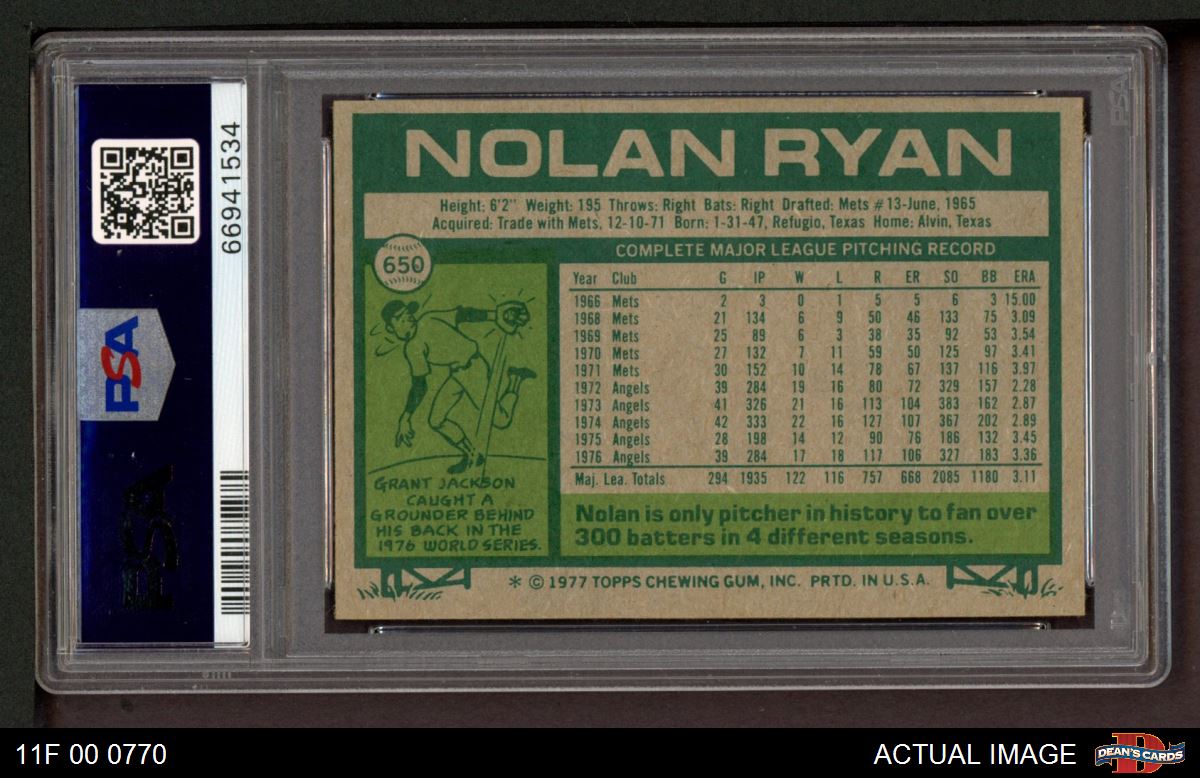 66941534
PSA
PSA
NOLAN RYAN
Height: 6'2" Weight: 195 Throws: Right Bats: Right Drafted: Mets #13-June, 1965
Acquired: Trade with Mets, 12-10-71 Born: 1-31-47, Refugio, Texas Home: Alvin, Texas
650
COMPLETE MAJOR LEAGUE PITCHING RECORD
Year Club G IP W L R ER SO BB ERA
1966 Mets 2 3 0 1 5 5 6 3 15.00
1968 Mets 21 134 6 9 50 46 133 75 3.09
1969 Mets 25 89 6 3 38 35 92 53 3.54
1970 Mets 27 132 7 11 59 50 125 97 3.41
1971 Mets 30 152 10 14 78 67 137 116 3.97
1972 Angels 39 284 19 16 80 72 329 157 2.28
1973 Angels 41 326 21 16 113 104 383 162 2.87
1974 Angels 42 333 22 16 127 107 367 202 2.89
1975 Angels 28 198 14 12 90 76 186 132 3.45
1976 Angels 39 284 17 18 117 106 327 183 3.36
Maj. Lea. Totals 294 1935 122 116 757 668 2085 1180 3.11
GRANT JACKSON
CAUGHT A
GROUNDER BEHIND
HIS BACK IN THE
1976 WORLD SERIES.
Nolan is only pitcher in history to fan over
300 batters in 4 different seasons.
* © 1977 TOPPS CHEWING GUM, INC. PRTD. IN U.S.A.
PSA
11F 00 0770
ACTUAL IMAGE
DEAN'S CARDS